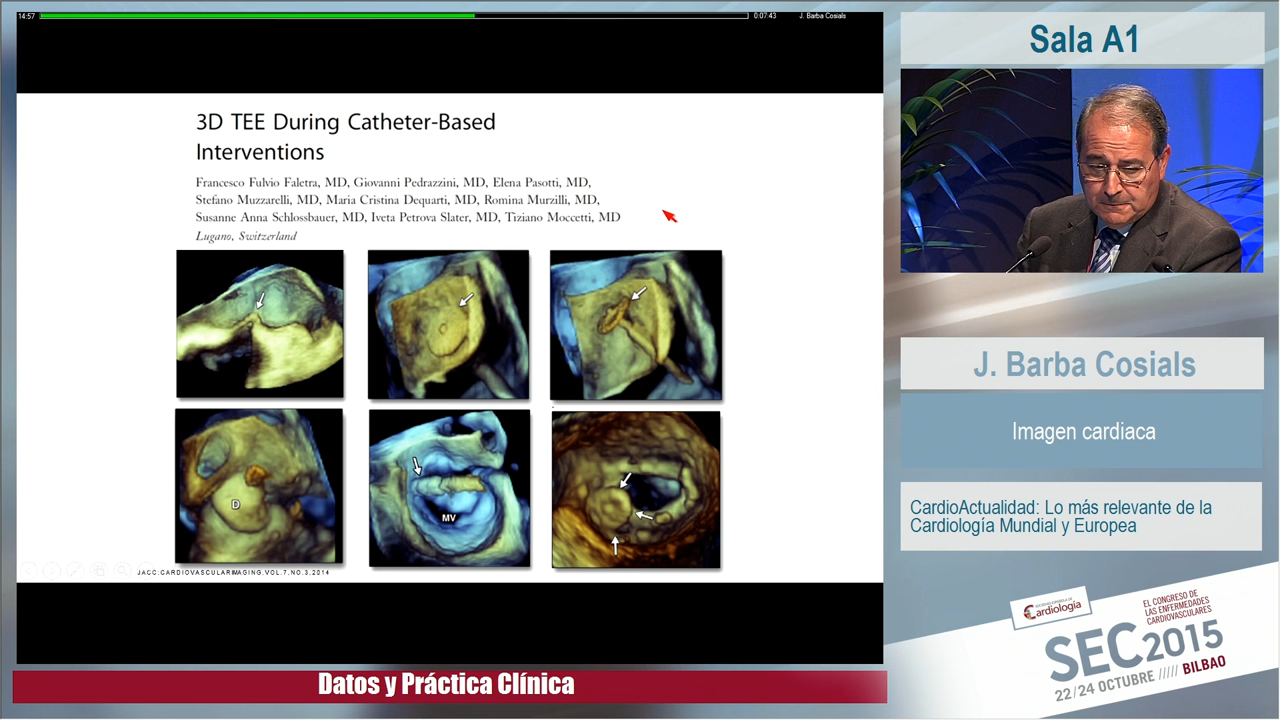 14:57
0:07:43
J. Barba Cosials
3D TEE During Catheter-Based
Interventions
Francesco Fulvio Faletra, MD, Giovanni Pedrazzini, MD, Elena Pasotti, MD,
Stefano Muzzarelli, MD, Maria Cristina Dequarti, MD, Romina Murzilli, MD,
Susanne Anna Schlossbauer, MD, Iveta Petrova Slater, MD, Tiziano Moccetti, MD
Lugano, Switzerland
D
MV
JACC:CARDIOVASCULARIMAGING,VOL.7,NO.3,2014
Datos y Práctica Clínica
Sala A1
J. Barba Cosials
Imagen cardiaca
CardioActualidad: Lo más relevante de la
Cardiología Mundial y Europea
SOCIEDAD ESPAÑOLA DE
Cardiología
EL CONGRESO DE
LAS ENFERMEDADES
CARDIOVASCULARES
SEC2015
22/24 OCTUBRE ///// BILBAO